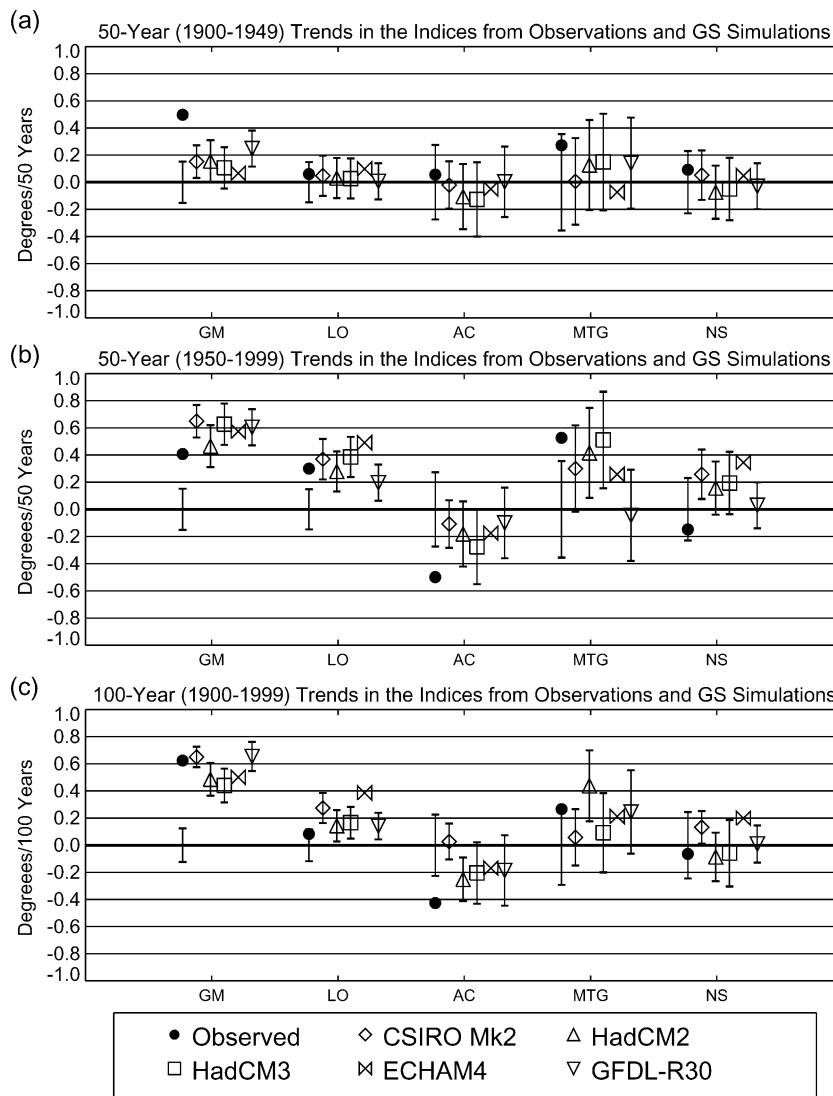 (a)
50-Year (1900-1949) Trends in the Indices from Observations and GS Simulations
Degrees/50 Years
1.0
0.8
0.6
0.4
0.2
0.0
-0.2
-0.4
-0.6
-0.8
-1.0
GM LO AC MTG NS
(b)
50-Year (1950-1999) Trends in the Indices from Observations and GS Simulations
Degreees/50 Years
1.0
0.8
0.6
0.4
0.2
0.0
-0.2
-0.4
-0.6
-0.8
-1.0
GM LO AC MTG NS
(c)
100-Year (1900-1999) Trends in the Indices from Observations and GS Simulations
Degreees/100 Years
1.0
0.8
0.6
0.4
0.2
0.0
-0.2
-0.4
-0.6
-0.8
-1.0
GM LO AC MTG NS
Observed CSIRO Mk2 HadCM2
HadCM3 ECHAM4 GFDL-R30